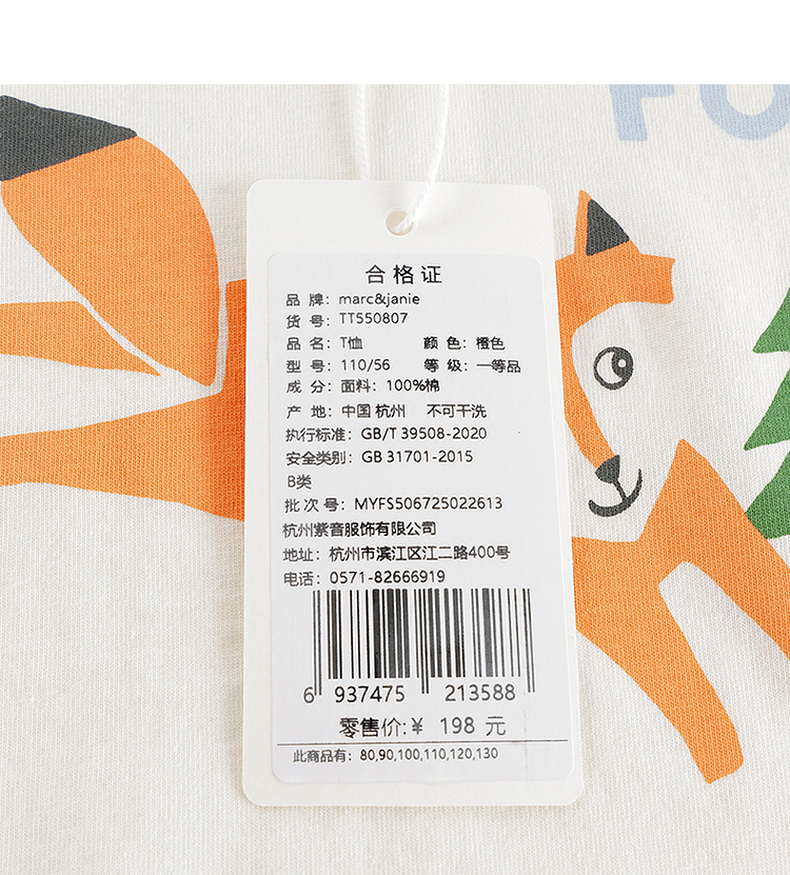 FO
合格证
品 牌：marc&janie
货 号：TT550807
品 名：T恤 颜 色：橙色
型 号：110/56 等 级：一等品
成 分：面料：100%棉
产 地：中国 杭州 不可干洗
执行标准：GB/T 39508-2020
安全类别：GB 31701-2015
B类
批 次 号：MYFS506725022613
杭州紫音服饰有限公司
地址：杭州市滨江区江二路400号
电话：0571-82666919
6 937475 213588
零售价:¥ 198 元
此商品有：80,90,100,110,120,130